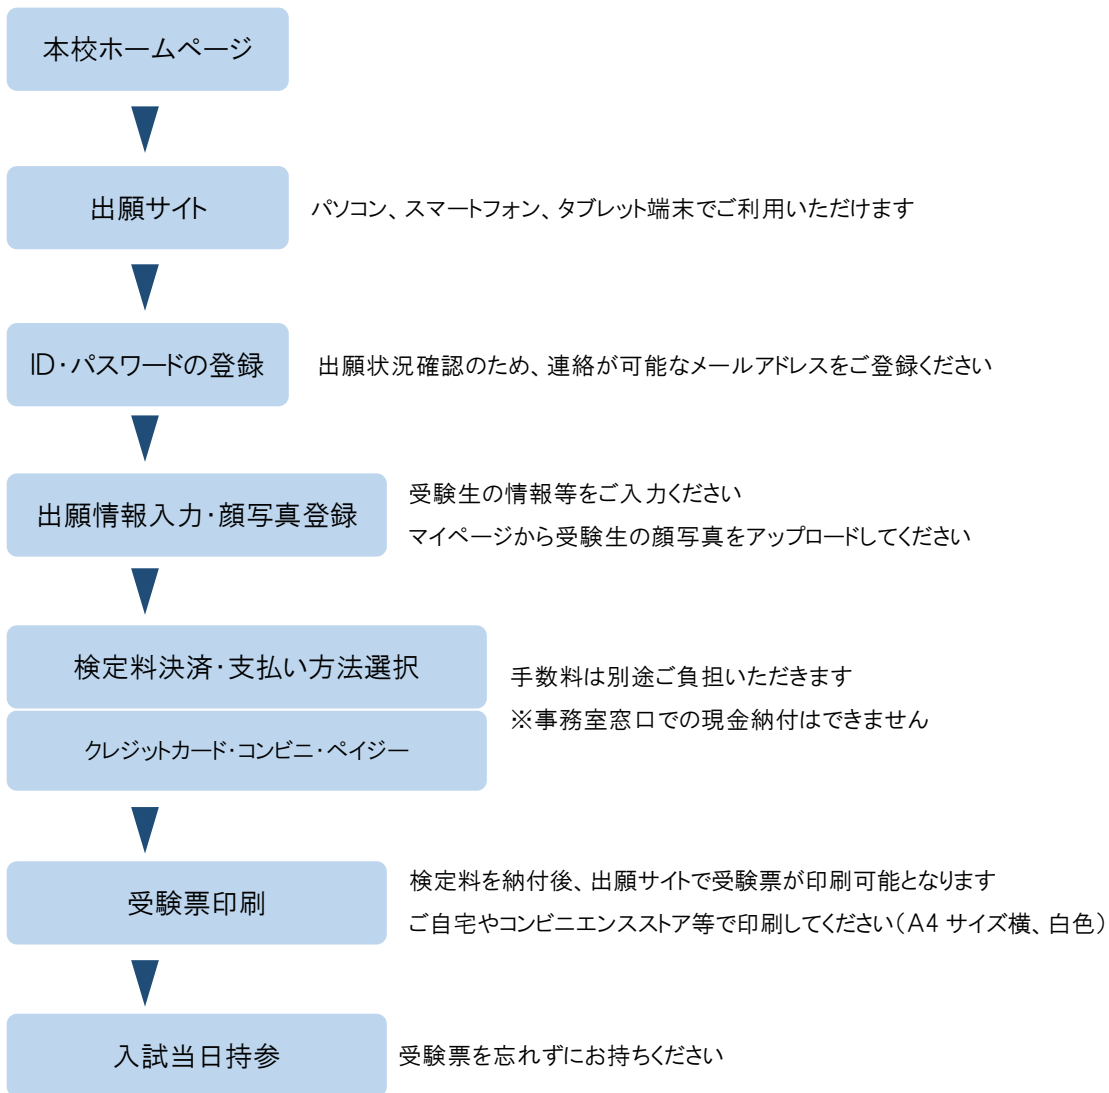 本校ホームページ
出願サイト
パソコン、スマートフォン、タブレット端末でご利用いただけます
ID・パスワードの登録
出願状況確認のため、連絡が可能なメールアドレスをご登録ください
出願情報入力・顔写真登録
受験生の情報等をご入力ください
マイページから受験生の顔写真をアップロードしてください
検定料決済・支払い方法選択
クレジットカード・コンビニ・ペイジー
手数料は別途ご負担いただきます
※事務室窓口での現金納付はできません
受験票印刷
検定料を納付後、出願サイトで受験票が印刷可能となります
ご自宅やコンビニエンスストア等で印刷してください（A4 サイズ横、白色）
入試当日持参
受験票を忘れずにお持ちください